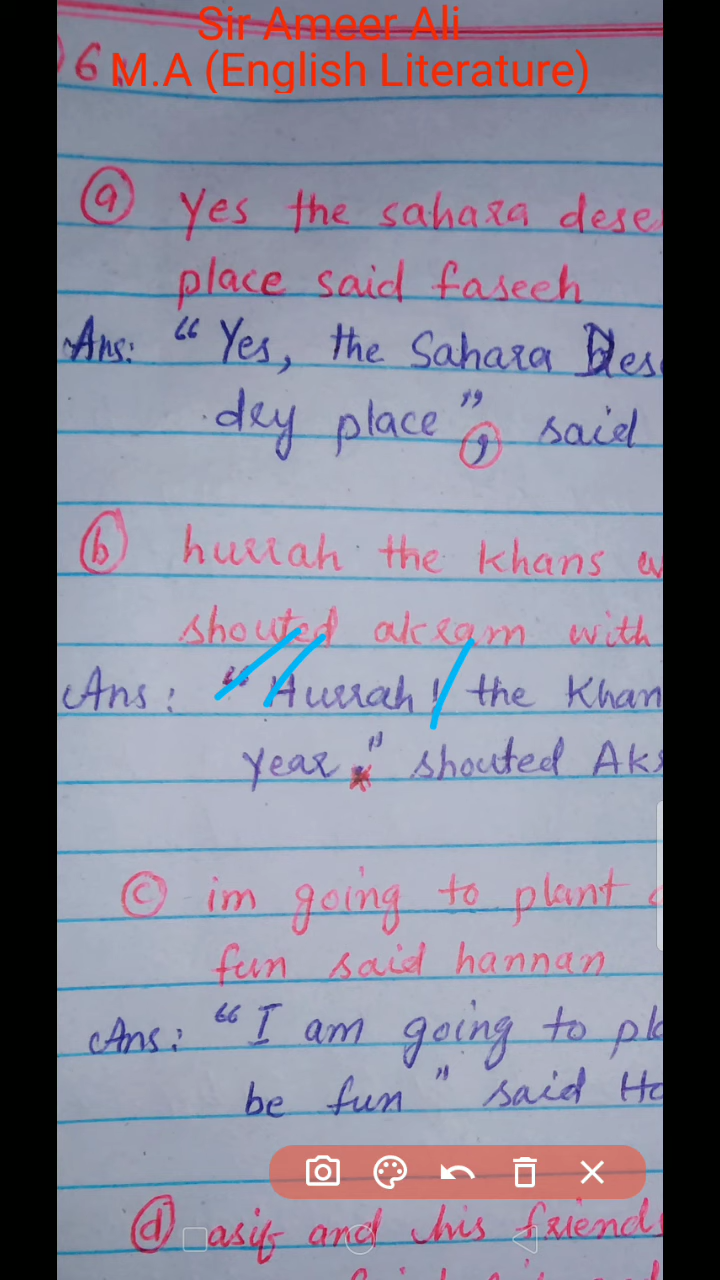 Sir Ameer Ali
M.A (English Literature)
6
a yes the sahara dese
place said faseeh
Ans: “Yes, the Sahara Des
dry place”, said
b hurrah the khans w
shouted akram with
Ans: “Hurrah! the Khan
Year." shouted Ak
c im going to plant
fun said hannan
Ans: “I am going to pl
be fun" said Ha
d asif and his friends